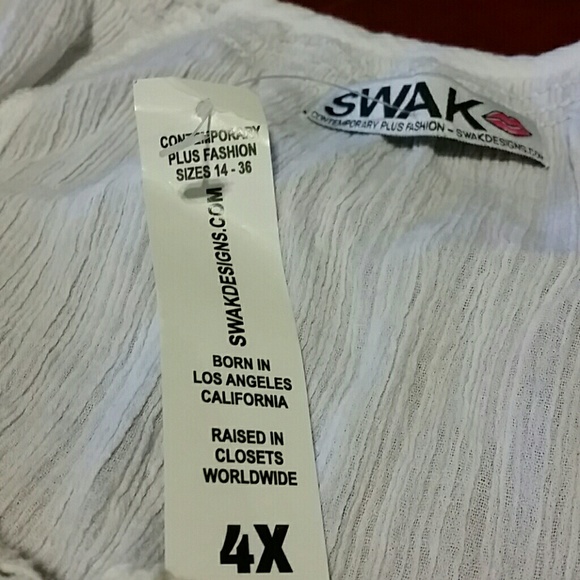 SWAK
CONTEMPORARY PLUS FASHION - SWAKDESIGNS.COM
CONTEMPORARY
PLUS FASHION
SIZES 14 - 36
SWAKDESIGNS.COM
BORN IN
LOS ANGELES
CALIFORNIA
RAISED IN
CLOSETS
WORLDWIDE
4X